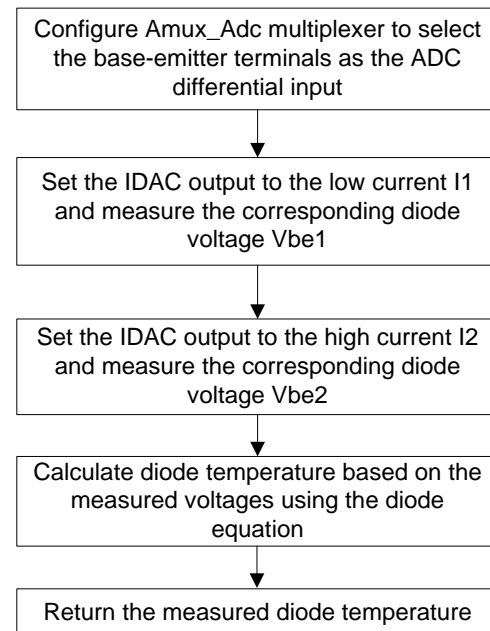 Configure Amux_Adc multiplexer to select
the base-emitter terminals as the ADC
differential input
Set the IDAC output to the low current I1
and measure the corresponding diode
voltage Vbe1
Set the IDAC output to the high current I2
and measure the corresponding diode
voltage Vbe2
Calculate diode temperature based on the
measured voltages using the diode
equation
Return the measured diode temperature